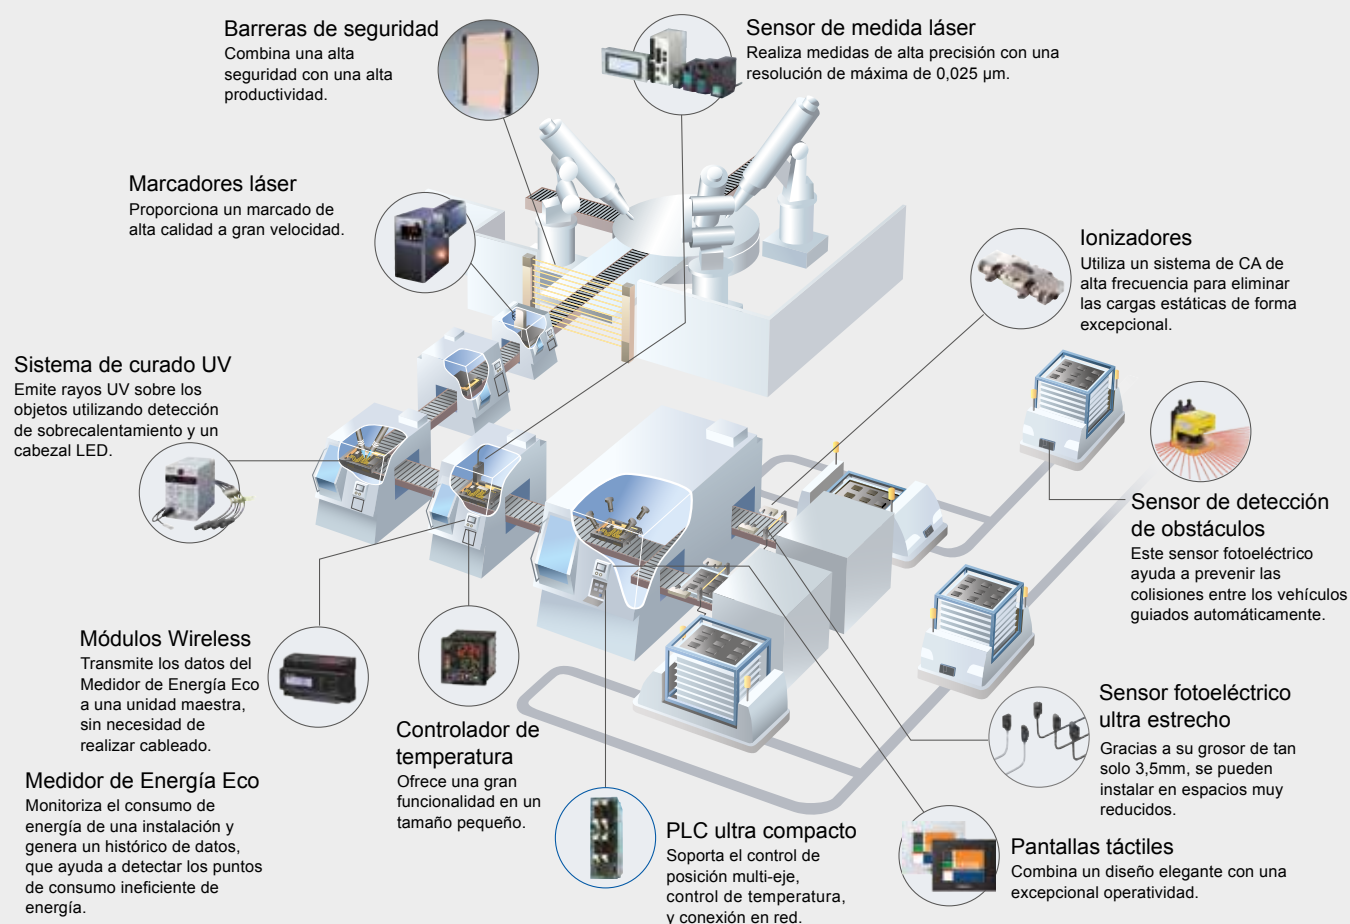 Barreras de seguridad
Combina una alta
seguridad con una alta
productividad.
Sensor de medida láser
Realiza medidas de alta precisión con una
resolución de máxima de 0,025 µm.
Marcadores láser
Proporciona un marcado de
alta calidad a gran velocidad.
Ionizadores
Utiliza un sistema de CA de
alta frecuencia para eliminar
las cargas estáticas de forma
excepcional.
Sistema de curado UV
Emite rayos UV sobre los
objetos utilizando detección
de sobrecalentamiento y un
cabezal LED.
Sensor de detección
de obstáculos
Este sensor fotoeléctrico
ayuda a prevenir las
colisiones entre los vehículos
guiados automáticamente.
Módulos Wireless
Transmite los datos del
Medidor de Energía Eco
a una unidad maestra,
sin necesidad de
realizar cableado.
Controlador de
temperatura
Ofrece una gran
funcionalidad en un
tamaño pequeño.
Sensor fotoeléctrico
ultra estrecho
Gracias a su grosor de tan
solo 3,5mm, se pueden
instalar en espacios muy
reducidos.
Medidor de Energía Eco
Monitoriza el consumo de
energía de una instalación y
genera un histórico de datos,
que ayuda a detectar los puntos
de consumo ineficiente de
energía.
PLC ultra compacto
Soporta el control de
posición multi-eje,
control de temperatura,
y conexión en red.
Pantallas táctiles
Combina un diseño elegante con una
excepcional operatividad.